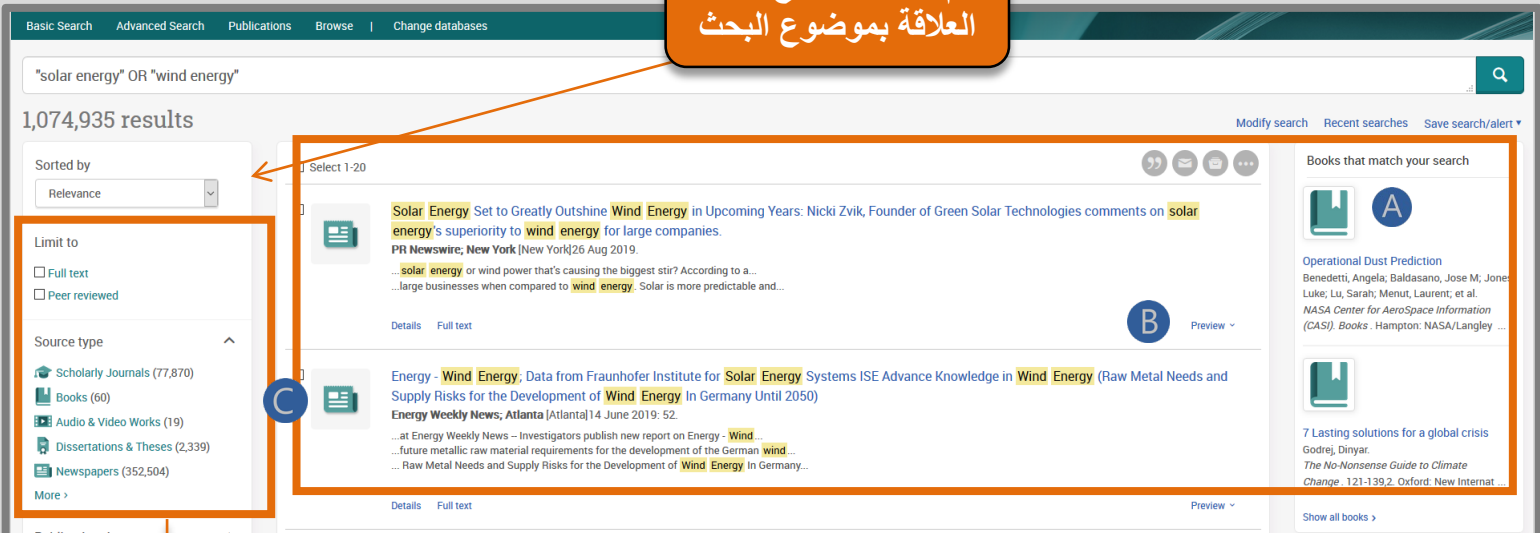 العلاقة بموضوع البحث
Basic Search Advanced Search Publications Browse | Change databases
"solar energy" OR "wind energy"
1,074,935 results
Modify search Recent searches Save search/alert
Sorted by
Relevance
Limit to
Full text
Peer reviewed
Source type
Scholarly Journals (77,870)
Books (60)
Audio & Video Works (19)
Dissertations & Theses (2,339)
Newspapers (352,504)
More >
C
Select 1-20
Solar Energy Set to Greatly Outshine Wind Energy in Upcoming Years: Nicki Zvik, Founder of Green Solar Technologies comments on solar
energy's superiority to wind energy for large companies.
PR Newswire; New York [New York]26 Aug 2019.
...solar energy or wind power that's causing the biggest stir? According to a...
...large businesses when compared to wind energy. Solar is more predictable and...
Details Full text
B
Preview
Energy - Wind Energy; Data from Fraunhofer Institute for Solar Energy Systems ISE Advance Knowledge in Wind Energy (Raw Metal Needs and
Supply Risks for the Development of Wind Energy In Germany Until 2050)
Energy Weekly News; Atlanta [Atlanta]14 June 2019: 52.
...at Energy Weekly News -- Investigators publish new report on Energy - Wind...
...future metallic raw material requirements for the development of the German wind...
... Raw Metal Needs and Supply Risks for the Development of Wind Energy In Germany...
Details Full text
Preview
Books that match your search
A
Operational Dust Prediction
Benedetti, Angela; Baldasano, Jose M; Jones
Luke; Lu, Sarah; Menut, Laurent; et al.
NASA Center for AeroSpace Information
(CASI). Books . Hampton: NASA/Langley ...
7 Lasting solutions for a global crisis
Godrej, Dinyar.
The No-Nonsense Guide to Climate
Change . 121-139,2. Oxford: New Internat ...
Show all books >